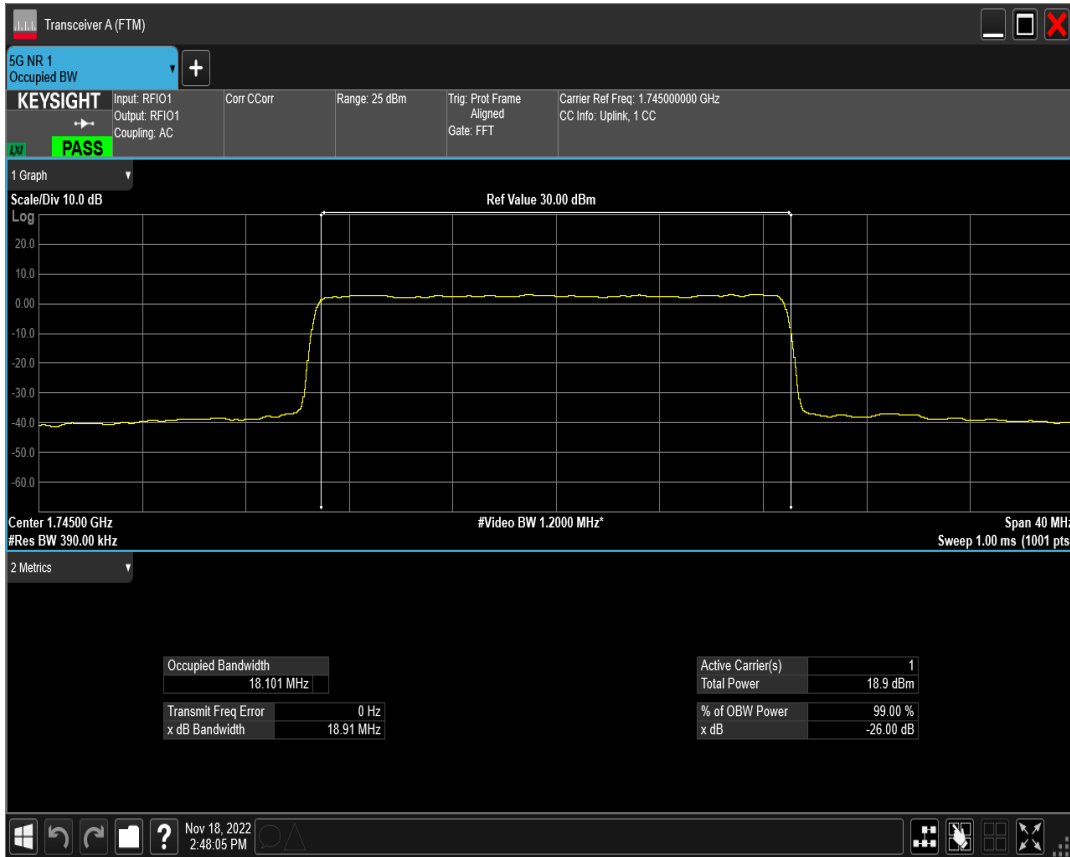 Transceiver A (FTM)
5G NR 1
Occupied BW
+
KEYSIGHT
LXI
PASS
Input: RFIO1
Output: RFIO1
Coupling: AC
Corr CCorr
Range: 25 dBm
Trig: Prot Frame
Aligned
Gate: FFT
Carrier Ref Freq: 1.745000000 GHz
CC Info: Uplink, 1 CC
1 Graph
Scale/Div 10.0 dB
Ref Value 30.00 dBm
Log
20.0
10.0
0.00
-10.0
-20.0
-30.0
-40.0
-50.0
-60.0
Center 1.74500 GHz
#Video BW 1.2000 MHz*
Span 40 MHz
#Res BW 390.00 kHz
Sweep 1.00 ms (1001 pts
2 Metrics
Occupied Bandwidth
18.101 MHz
Transmit Freq Error 0 Hz
x dB Bandwidth 18.91 MHz
Active Carrier(s) 1
Total Power 18.9 dBm
% of OBW Power 99.00 %
x dB -26.00 dB
?
Nov 18, 2022
2:48:05 PM